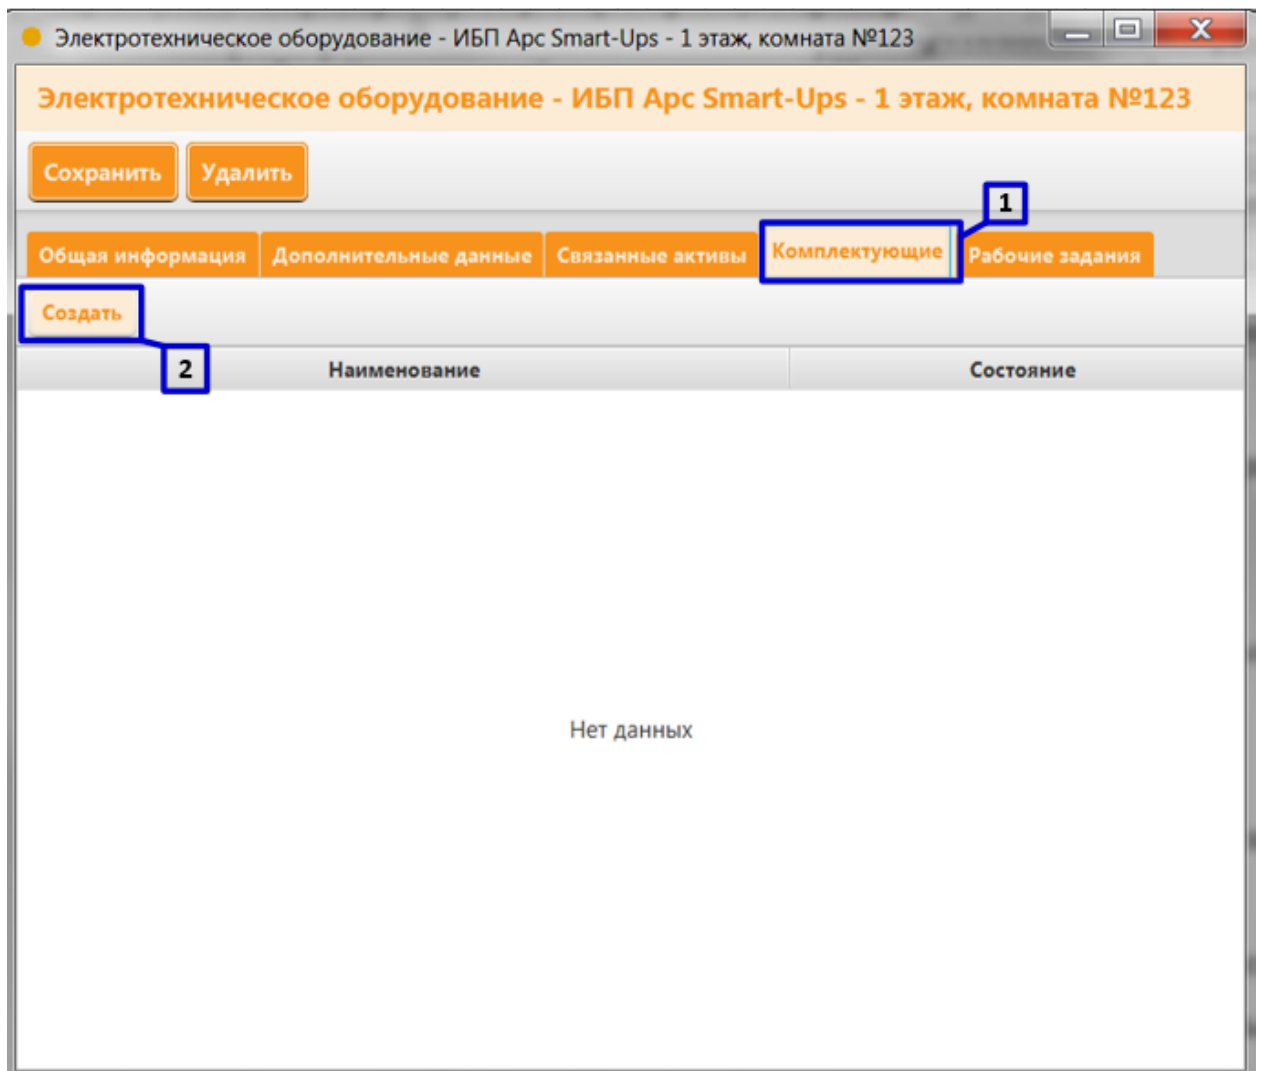 Электротехническое оборудование - ИБП Apc Smart-Ups - 1 этаж, комната №123
Электротехническое оборудование - ИБП Apc Smart-Ups - 1 этаж, комната №123
Сохранить Удалить
1
Общая информация Дополнительные данные Связанные активы Комплектующие Рабочие задания
Создать
2
Наименование Состояние
Нет данных